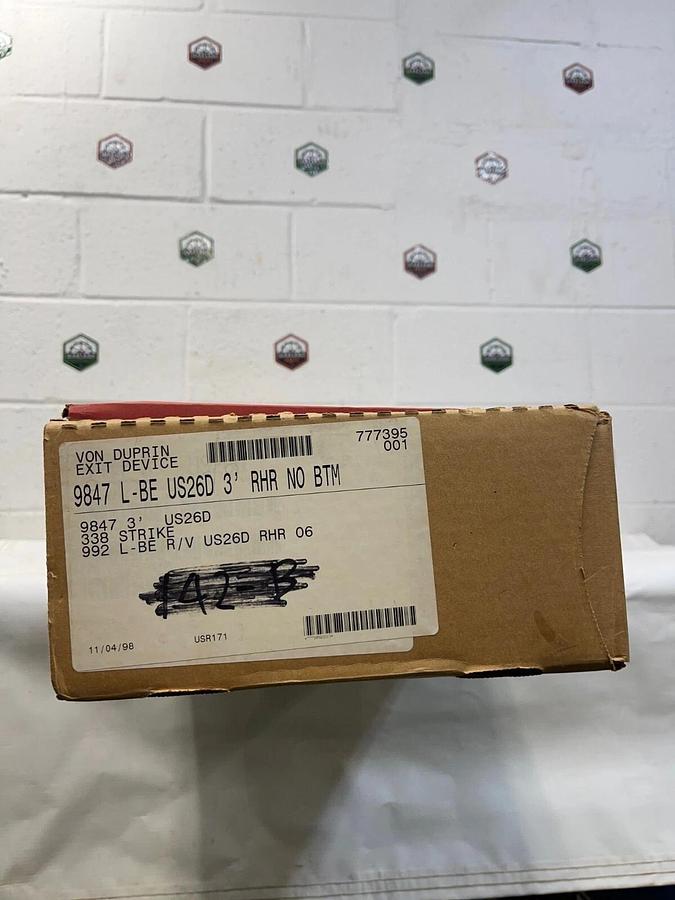 VON DUPRIN
EXIT DEVICE
777395
001
9847 L-BE US26D 3' RHR NO BTM
9847 3' US26D
338 STRIKE
992 L-BE R/V US26D RHR 06
142-B
11/04/98
USR171